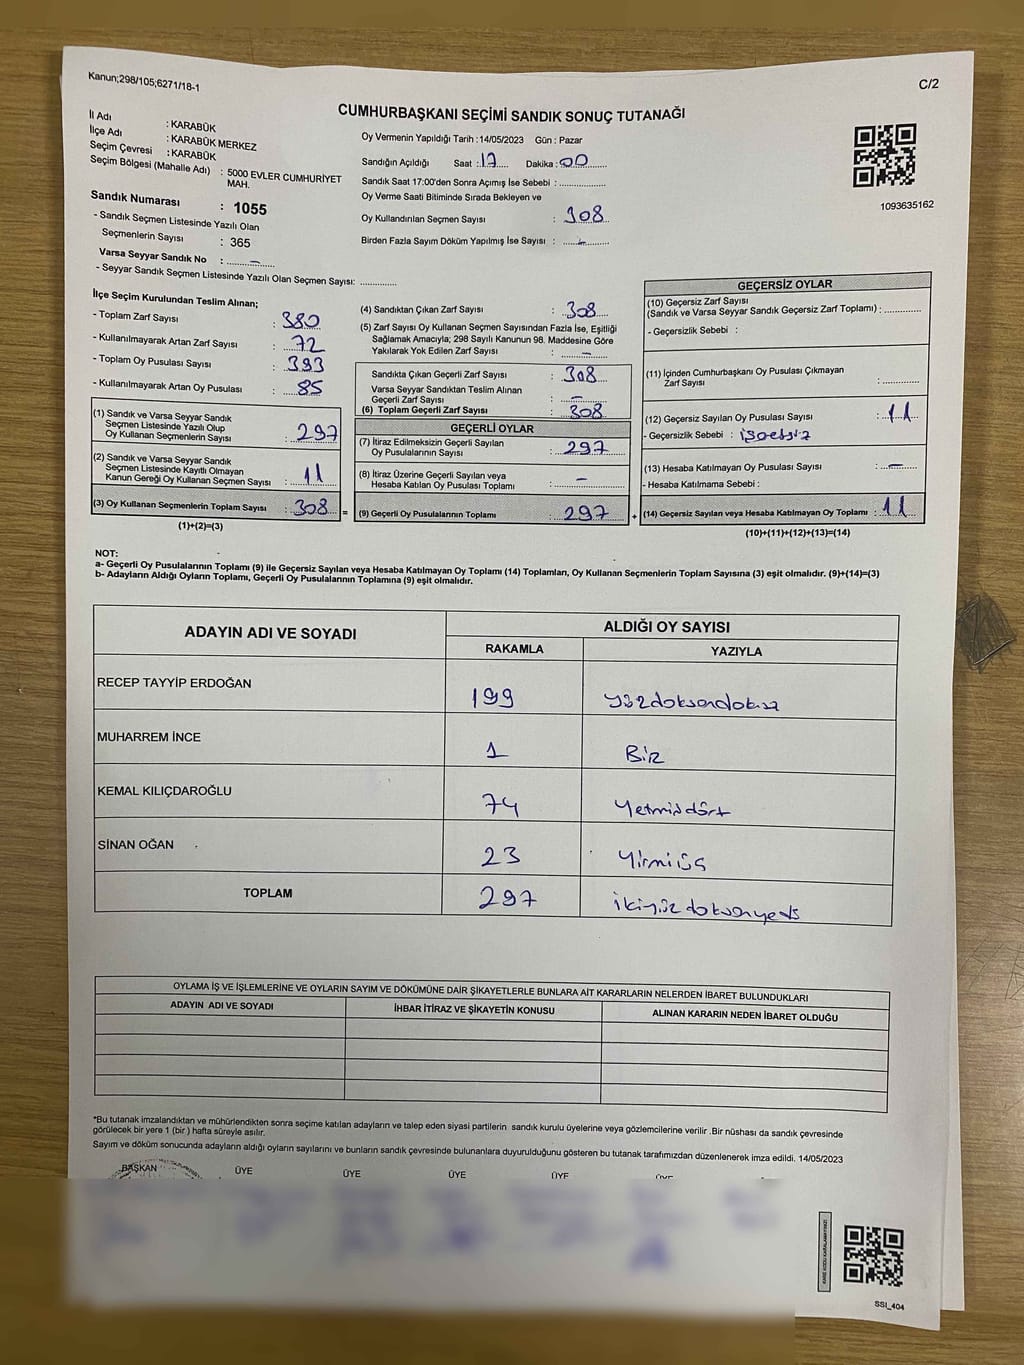 Kanun;298/105;6271/18-1
C/2
CUMHURBAŞKANI SEÇİMİ SANDIK SONUÇ TUTANAĞI
İl Adı : KARABÜK
İlçe Adı : KARABÜK MERKEZ
Seçim Çevresi : KARABÜK
Seçim Bölgesi (Mahalle Adı) : 5000 EVLER CUMHURİYET
MAH.
Sandık Numarası : 1055
- Sandık Seçmen Listesinde Yazılı Olan
Seçmenlerin Sayısı : 365
Varsa Seyyar Sandık No : –
- Seyyar Sandık Seçmen Listesinde Yazılı Olan Seçmen Sayısı: ..............
Oy Vermenin Yapıldığı Tarih : 14/05/2023 Gün : Pazar
Sandığın Açıldığı Saat : 17 Dakika : 00
Sandık Saat 17:00'den Sonra Açımış İse Sebebi : ..................
Oy Verme Saati Bitiminde Sırada Bekleyen ve
Oy Kullandırılan Seçmen Sayısı : 308
Birden Fazla Sayım Döküm Yapılmış İse Sayısı : –
1093635162
İlçe Seçim Kurulundan Teslim Alınan;
- Toplam Zarf Sayısı : 380
- Kullanılmayarak Artan Zarf Sayısı : 72
- Toplam Oy Pusulası Sayısı : 393
- Kullanılmayarak Artan Oy Pusulası : 85
(1) Sandık ve Varsa Seyyar Sandık
Seçmen Listesinde Yazılı Olup
Oy Kullanan Seçmenlerin Sayısı : 297
(2) Sandık ve Varsa Seyyar Sandık
Seçmen Listesinde Kayıtlı Olmayan
Kanun Gereği Oy Kullanan Seçmen Sayısı : 11
(3) Oy Kullanan Seçmenlerin Toplam Sayısı : 308 =
(1)+(2)=(3)
(4) Sandıktan Çıkan Zarf Sayısı : 308
(5) Zarf Sayısı Oy Kullanan Seçmen Sayısından Fazla İse, Eşitliği
Sağlamak Amacıyla; 298 Sayılı Kanunun 98. Maddesine Göre
Yakılarak Yok Edilen Zarf Sayısı : –
Sandıkta Çıkan Geçerli Zarf Sayısı : 308
Varsa Seyyar Sandıktan Teslim Alınan
Geçerli Zarf Sayısı : –
(6) Toplam Geçerli Zarf Sayısı : 308
GEÇERLİ OYLAR
(7) İtiraz Edilmeksizin Geçerli Sayılan
Oy Pusulalarının Sayısı : 297
(8) İtiraz Üzerine Geçerli Sayılan veya
Hesaba Katılan Oy Pusulası Toplamı : –
(9) Geçerli Oy Pusulalarının Toplamı : 297 +
GEÇERSİZ OYLAR
(10) Geçersiz Zarf Sayısı
(Sandık ve Varsa Seyyar Sandık Geçersiz Zarf Toplamı) : ..............
- Geçersizlik Sebebi :
(11) İçinden Cumhurbaşkanı Oy Pusulası Çıkmayan
Zarf Sayısı : ..............
(12) Geçersiz Sayılan Oy Pusulası Sayısı : 11
- Geçersizlik Sebebi :
(13) Hesaba Katılmayan Oy Pusulası Sayısı : –
- Hesaba Katılmama Sebebi :
(14) Geçersiz Sayılan veya Hesaba Katılmayan Oy Toplamı : 11
(10)+(11)+(12)+(13)=(14)
NOT:
a- Geçerli Oy Pusulalarının Toplamı (9) ile Geçersiz Sayılan veya Hesaba Katılmayan Oy Toplamı (14) Toplamları, Oy Kullanan Seçmenlerin Toplam Sayısına (3) eşit olmalıdır. (9)+(14)=(3)
b- Adayların Aldığı Oyların Toplamı, Geçerli Oy Pusulalarının Toplamına (9) eşit olmalıdır.
ADAYIN ADI VE SOYADI
ALDIĞI OY SAYISI
RAKAMLA YAZIYLA
RECEP TAYYİP ERDOĞAN 199 yüzdoksandokuz
MUHARREM İNCE 1 Bir
KEMAL KILIÇDAROĞLU 74 Yetmişdört
SİNAN OĞAN 23 Yirmiüç
TOPLAM 297 ikiyüzdoksanyedi
OYLAMA İŞ VE İŞLEMLERİNE VE OYLARIN SAYIM VE DÖKÜMÜNE DAİR ŞİKAYETLERLE BUNLARA AİT KARARLARIN NELERDEN İBARET BULUNDUKLARI
ADAYIN ADI VE SOYADI İHBAR İTİRAZ VE ŞİKAYETİN KONUSU ALINAN KARARIN NEDEN İBARET OLDUĞU
*Bu tutanak imzalandıktan ve mühürlendikten sonra seçime katılan adayların ve talep eden siyasi partilerin sandık kurulu üyelerine veya gözlemcilerine verilir .Bir nüshası da sandık çevresinde
görülecek bir yere 1 (bir ) hafta süreyle asılır.
Sayım ve döküm sonucunda adayların aldığı oyların sayılarını ve bunların sandık çevresinde bulunanlara duyurulduğunu gösteren bu tutanak tarafımızdan düzenlenerek imza edildi. 14/05/2023
BAŞKAN ÜYE ÜYE ÜYE ÜYE ÜYE
KARE KODU KARALAMAYINIZ!
SSI_404